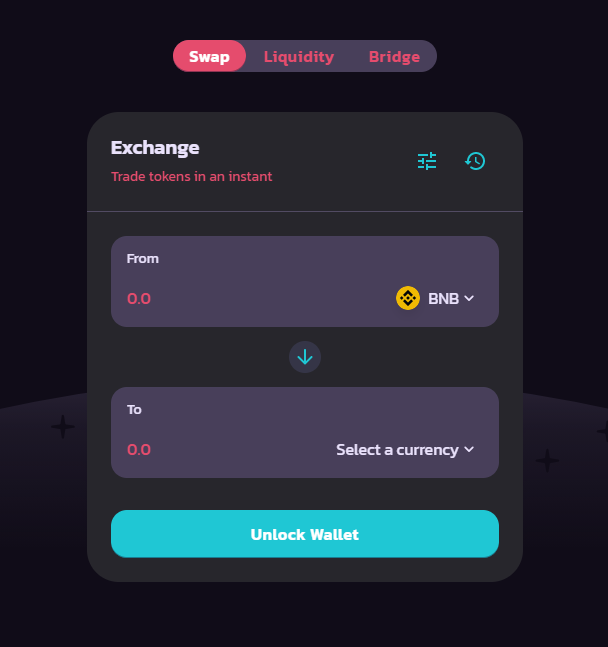 Swap Liquidity Bridge
Exchange
Trade tokens in an instant
From
0.0 BNB
To
0.0 Select a currency
Unlock Wallet